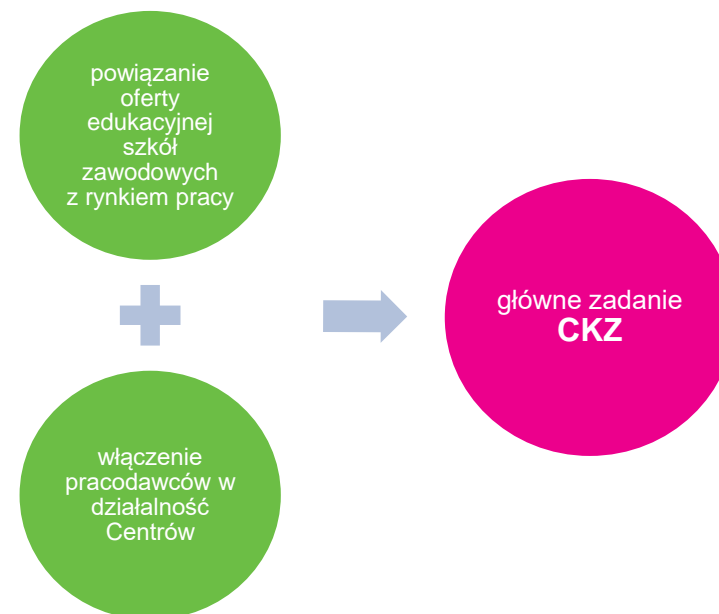 powiązanie
oferty
edukacyjnej
szkół
zawodowych
z rynkiem pracy
włączenie
pracodawców w
działalność
Centrów
główne zadanie
CKZ